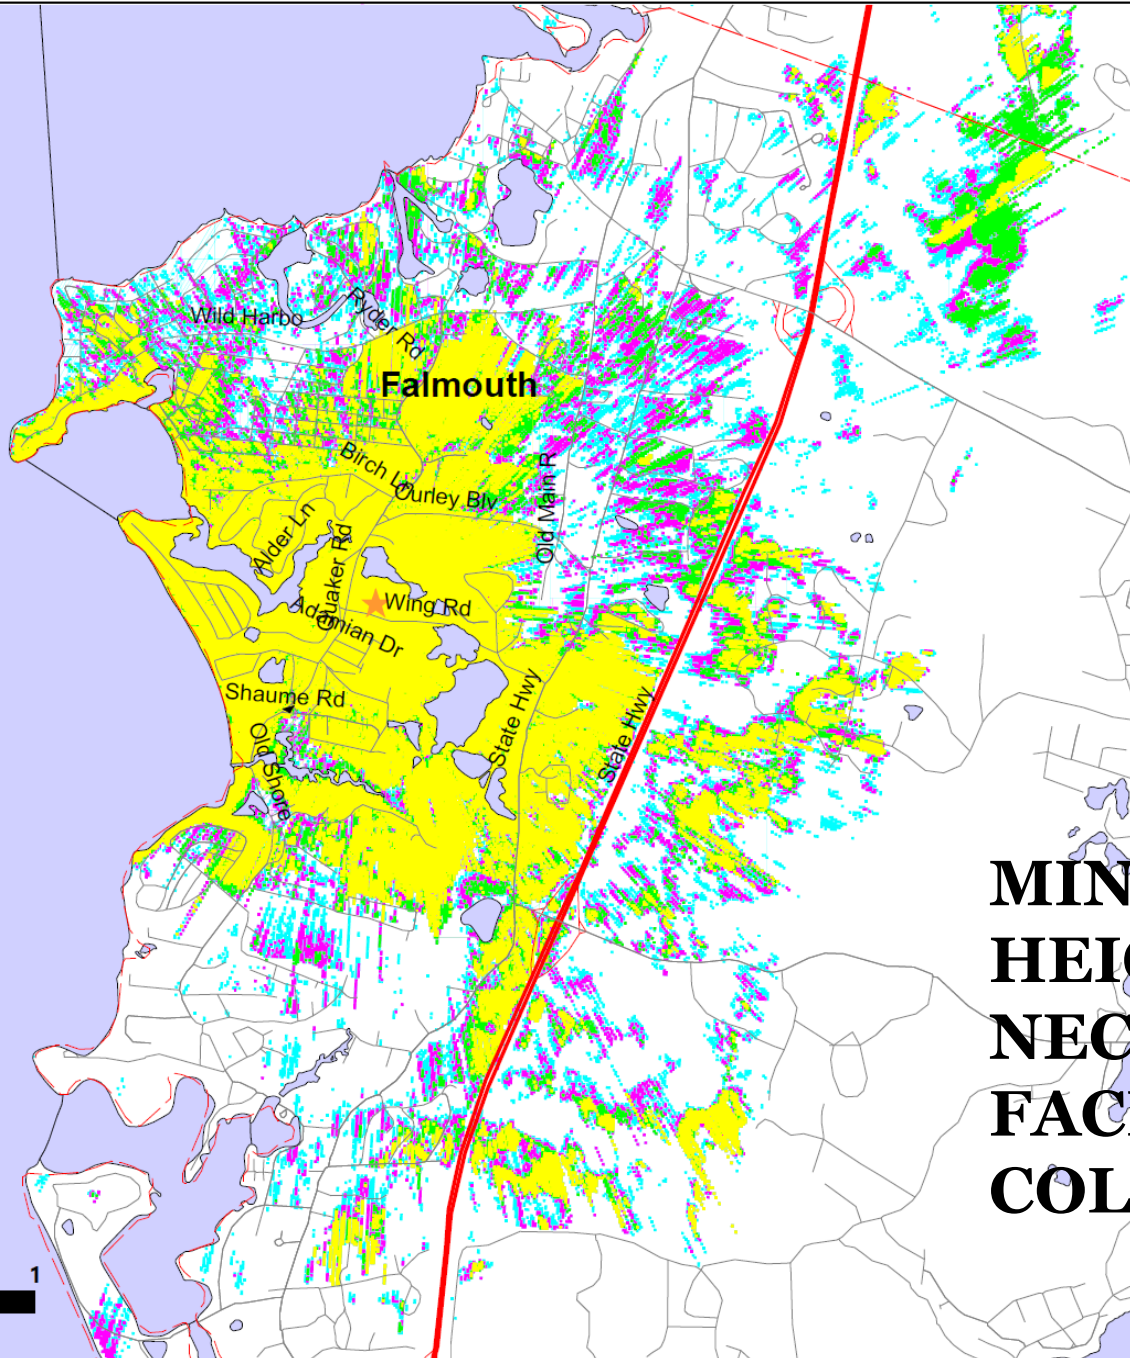 Wild Harbo
Ryder Rd
Falmouth
Birch Ln
Curley Blv
Old Main R
Alder Ln
Quaker Rd
Wing Rd
Adamian Dr
Shaume Rd
State Hwy
State Hwy
Old Shore
MIN
HEI
NEC
FAC
COL
1